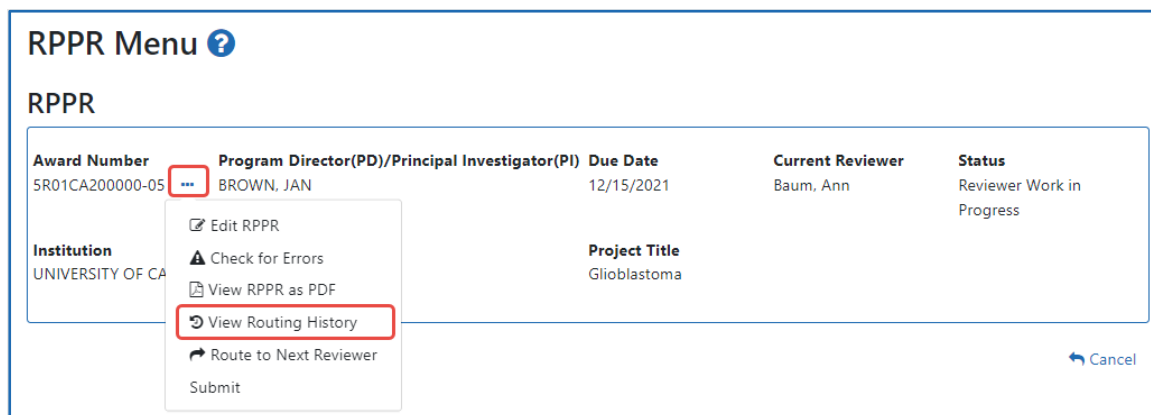 RPPR Menu ?
RPPR
Award Number Program Director(PD)/Principal Investigator(PI) Due Date Current Reviewer Status
5R01CA200000-05 ... BROWN, JAN 12/15/2021 Baum, Ann Reviewer Work in
Progress
Institution Project Title
UNIVERSITY OF CA Glioblastoma
Edit RPPR
Check for Errors
View RPPR as PDF
View Routing History
Route to Next Reviewer
Submit
Cancel